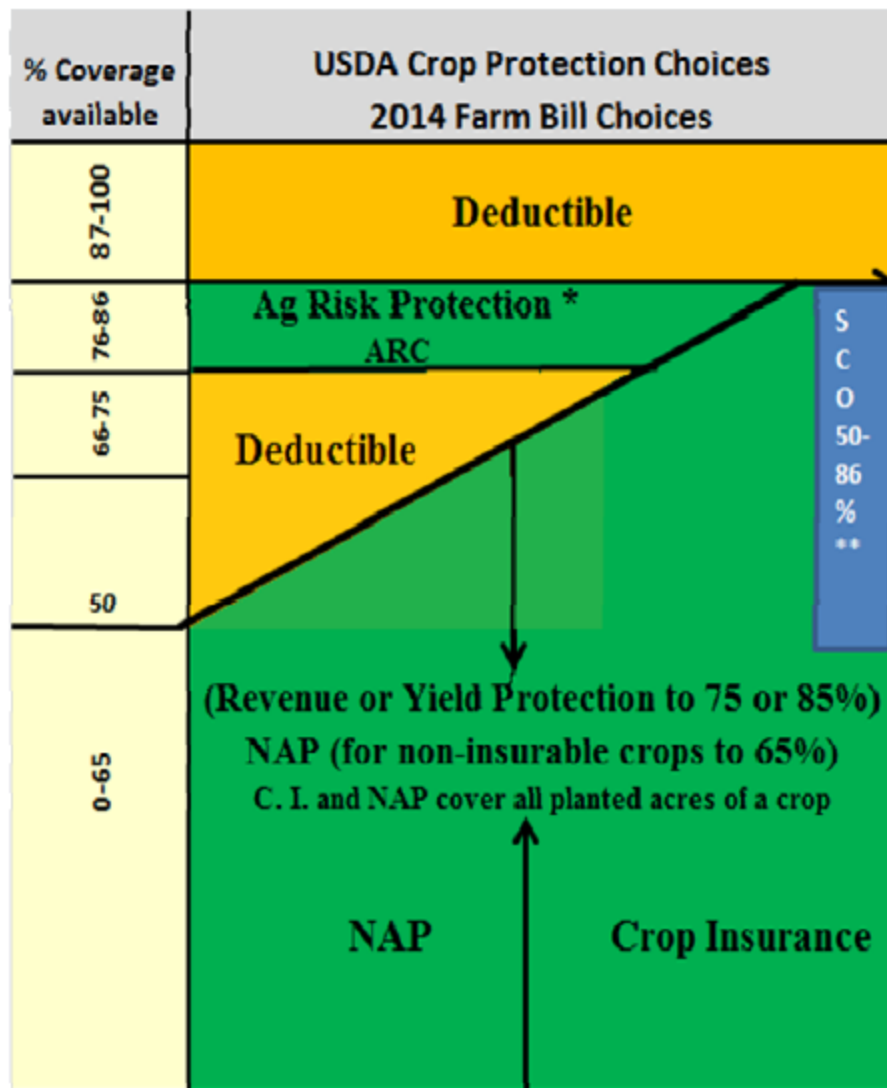 % Coverage
available
USDA Crop Protection Choices
2014 Farm Bill Choices
87-100
Deductible
76-86
Ag Risk Protection *
ARC
66-75
Deductible
S
C
O
50-
86
%
**
50
0-65
(Revenue or Yield Protection to 75 or 85%)
NAP (for non-insurable crops to 65%)
C. I. and NAP cover all planted acres of a crop
NAP
Crop Insurance